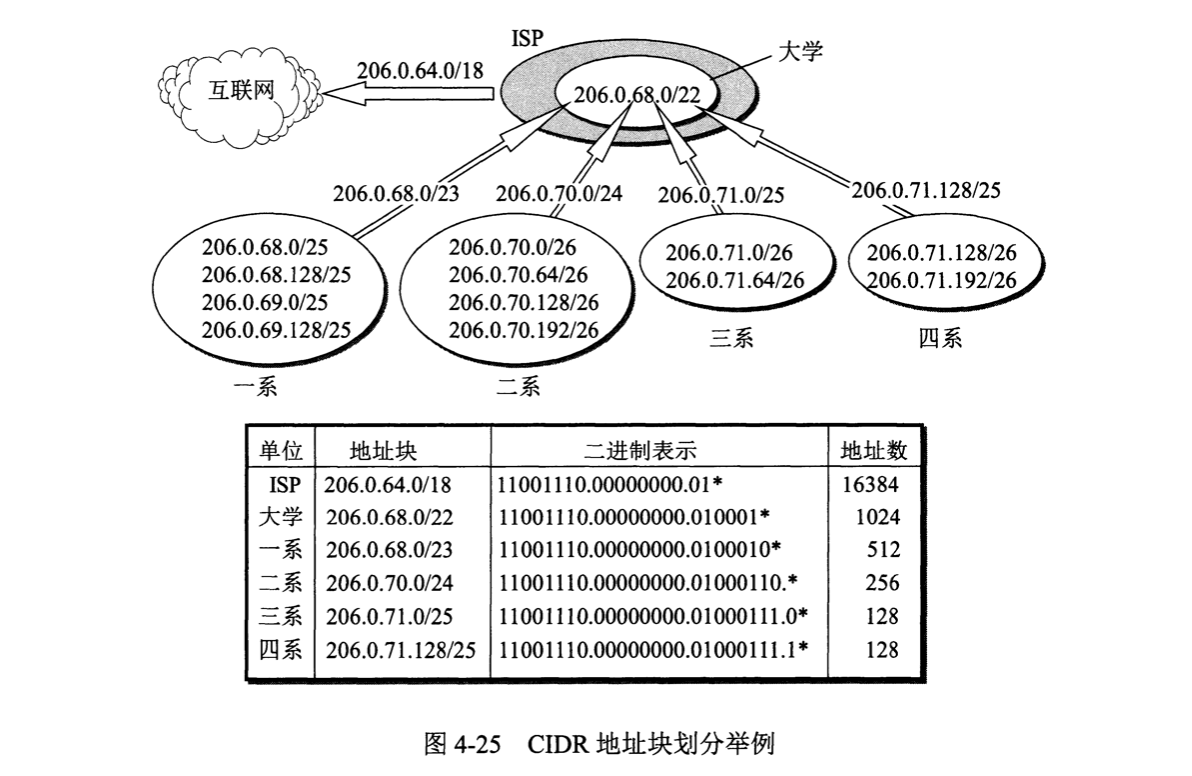 ISP
大学
206.0.64.0/18
互联网
206.0.68.0/22
206.0.68.0/23
206.0.70.0/24
206.0.71.0/25
206.0.71.128/25
206.0.68.0/25
206.0.68.128/25
206.0.69.0/25
206.0.69.128/25
一系
206.0.70.0/26
206.0.70.64/26
206.0.70.128/26
206.0.70.192/26
二系
206.0.71.0/26
206.0.71.64/26
三系
206.0.71.128/26
206.0.71.192/26
四系
单位 地址块 二进制表示 地址数
ISP 206.0.64.0/18 11001110.00000000.01* 16384
大学 206.0.68.0/22 11001110.00000000.010001* 1024
一系 206.0.68.0/23 11001110.00000000.0100010* 512
二系 206.0.70.0/24 11001110.00000000.01000110.* 256
三系 206.0.71.0/25 11001110.00000000.01000111.0* 128
四系 206.0.71.128/25 11001110.00000000.01000111.1* 128
图 4-25 CIDR 地址块划分举例